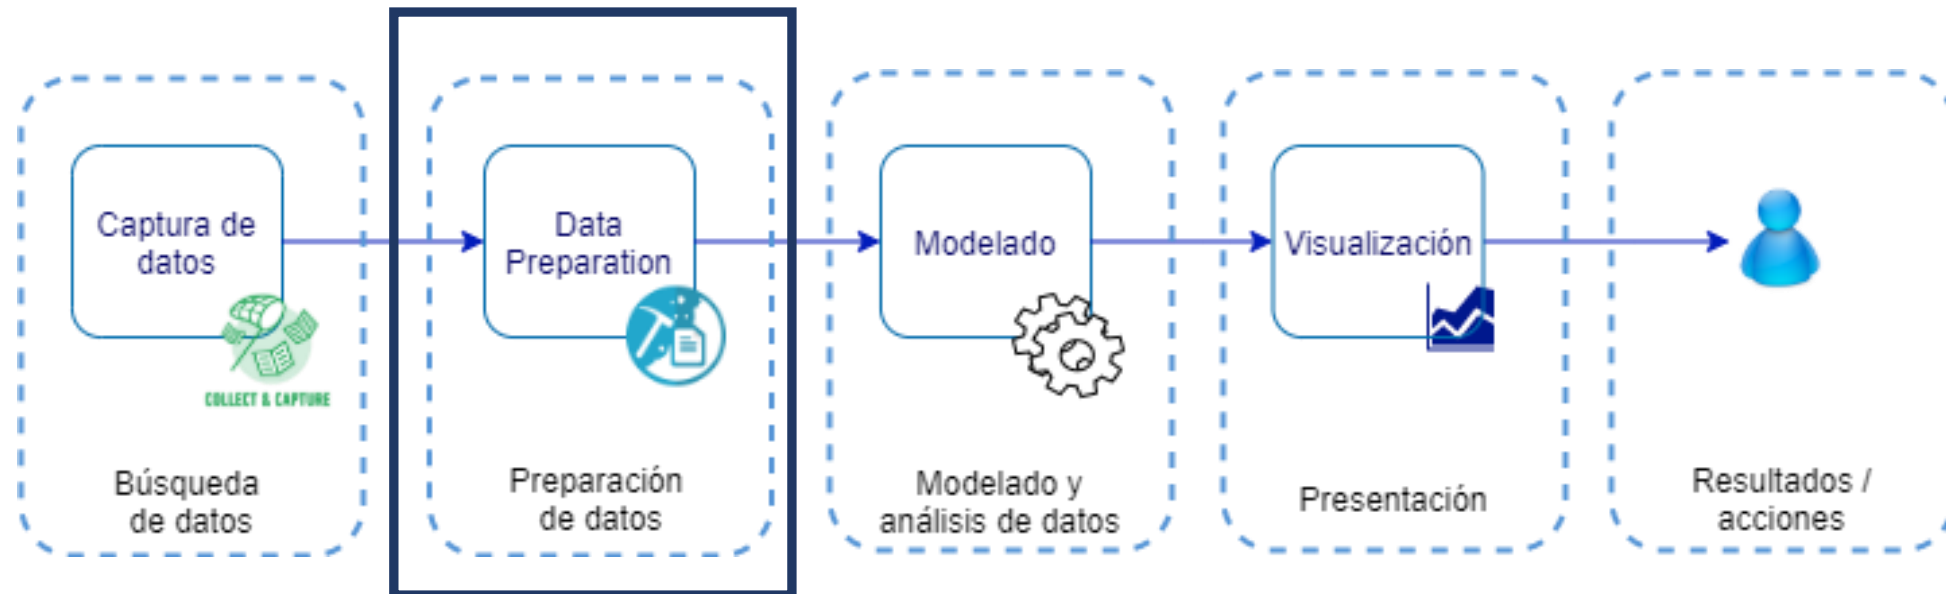 Captura de
datos
COLLECT & CAPTURE
Búsqueda
de datos
Data
Preparation
Preparación
de datos
Modelado
Modelado y
análisis de datos
Visualización
Presentación
Resultados /
acciones